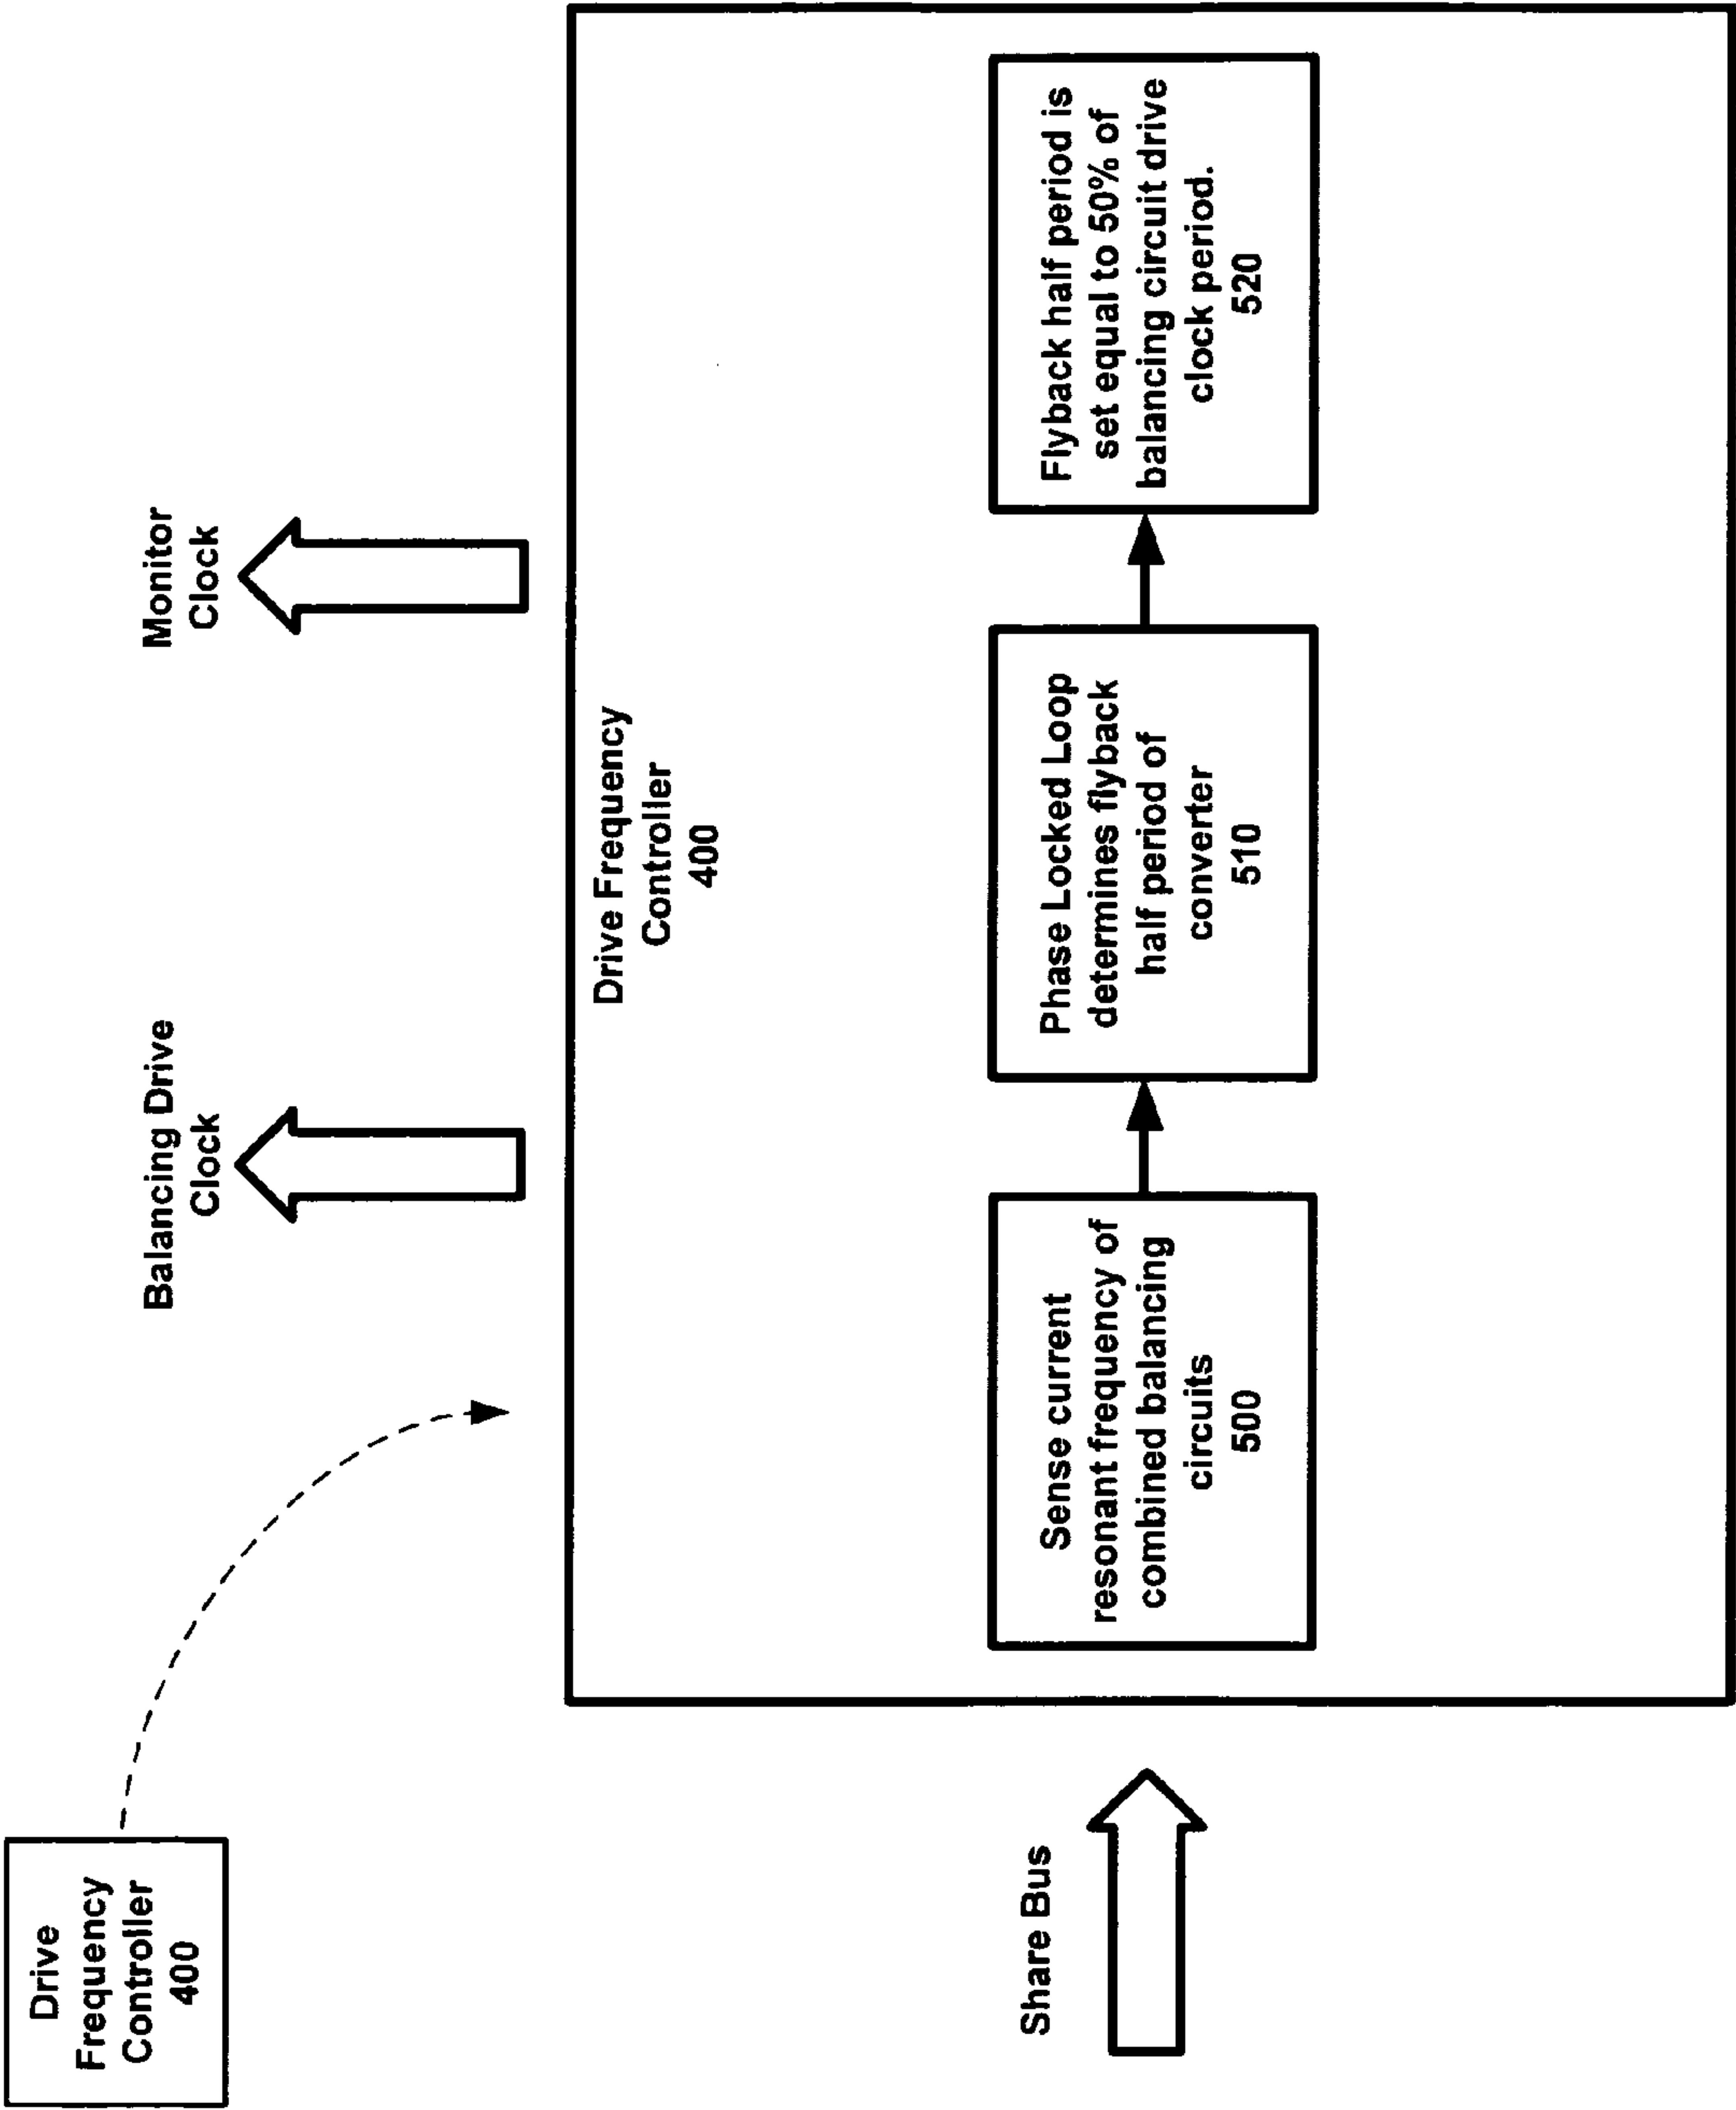 Drive
Frequency
Controller
400
Balancing Drive
Clock
Monitor
Clock
Drive Frequency
Controller
400
Share Bus
Sense current
resonant frequency of
combined balancing
circuits
500
Phase Locked Loop
determines flyback
half period of
converter
510
Flyback half period is
set equal to 50% of
balancing circuit drive
clock period.
520